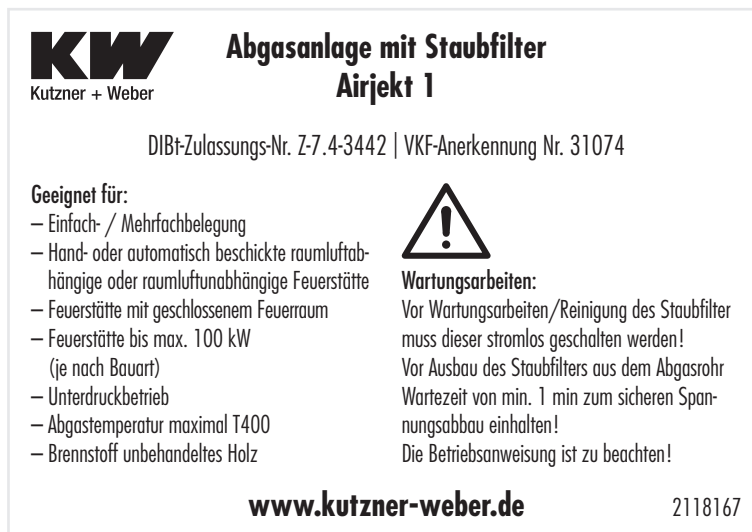 KW
Kutzner + Weber
Abgasanlage mit Staubfilter
Airjekt 1
DIBt-Zulassungs-Nr. Z-7.4-3442 | VKF-Anerkennung Nr. 31074
Geeignet für:
– Einfach- / Mehrfachbelegung
– Hand- oder automatisch beschickte raumluftab-
hängige oder raumluftunabhängige Feuerstätte
– Feuerstätte mit geschlossenem Feuerraum
– Feuerstätte bis max. 100 kW
(je nach Bauart)
– Unterdruckbetrieb
– Abgastemperatur maximal T400
– Brennstoff unbehandeltes Holz
Wartungsarbeiten:
Vor Wartungsarbeiten/Reinigung des Staubfilter
muss dieser stromlos geschalten werden!
Vor Ausbau des Staubfilters aus dem Abgasrohr
Wartezeit von min. 1 min zum sicheren Span-
nungsabbau einhalten!
Die Betriebsanweisung ist zu beachten!
www.kutzner-weber.de
2118167